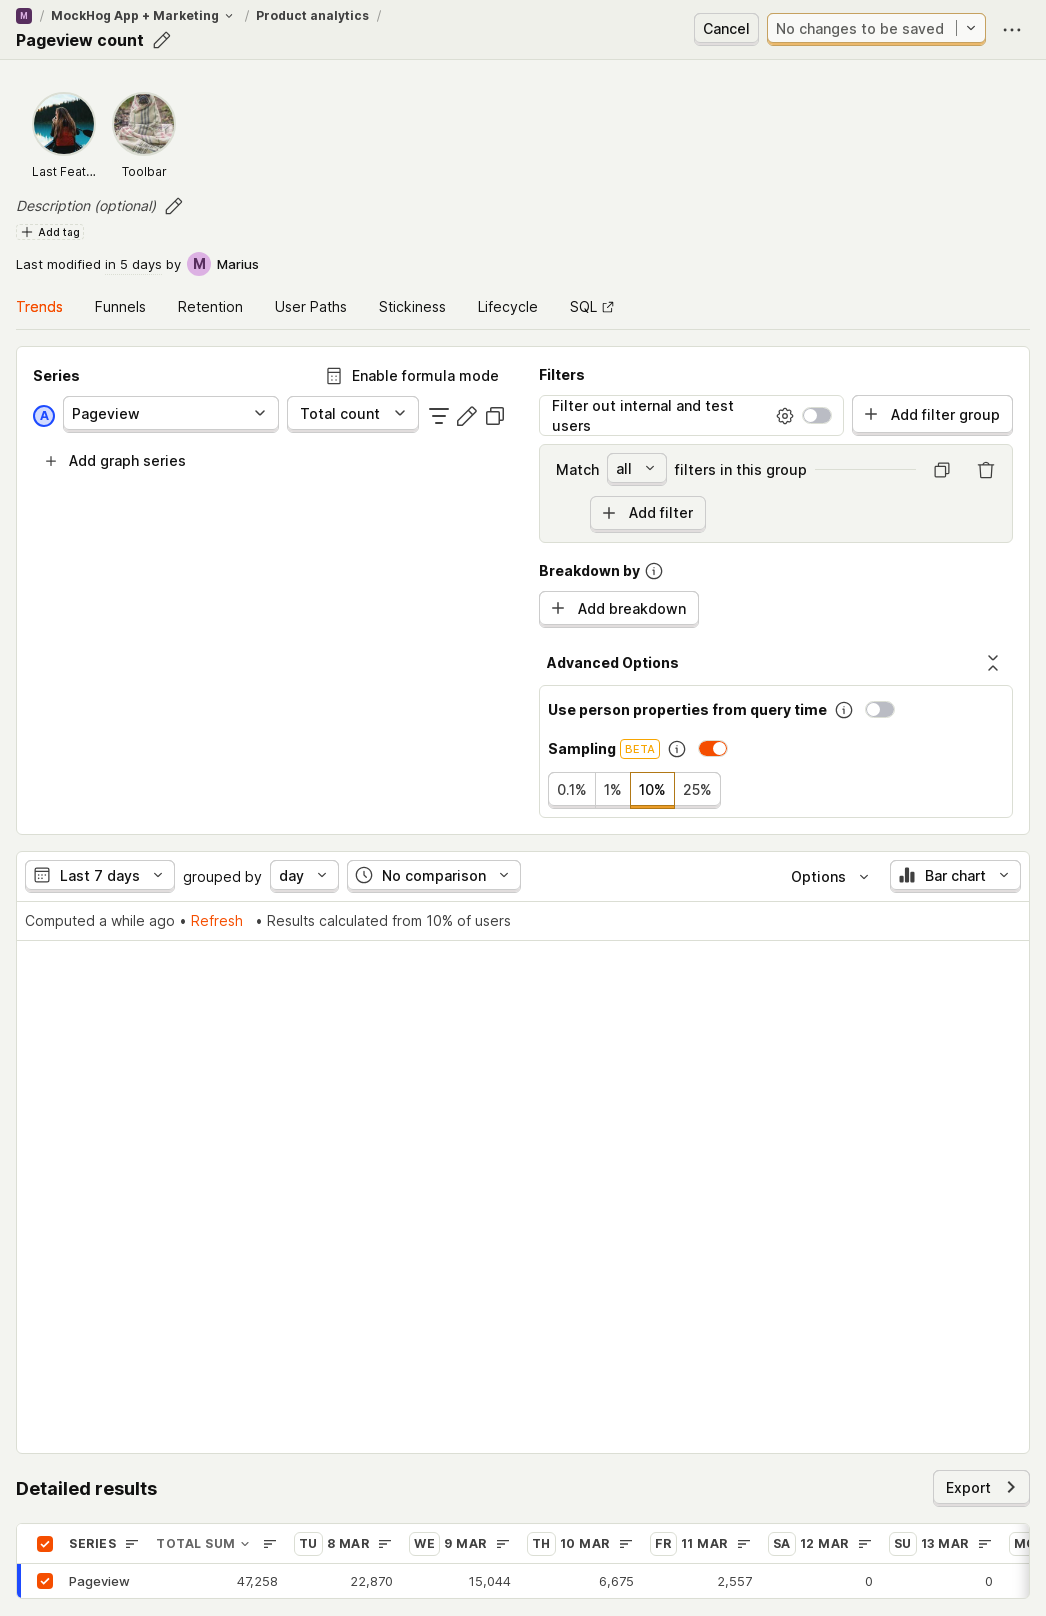 M / MockHog App + Marketing / Product analytics /
Pageview count
Cancel
No changes to be saved
Last Feat...
Toolbar
Description (optional)
Add tag
Last modified in 5 days by M Marius
Trends Funnels Retention User Paths Stickiness Lifecycle SQL
Series
Enable formula mode
A Pageview Total count
Add graph series
Filters
Filter out internal and test
users
Add filter group
Match all filters in this group
Add filter
Breakdown by
Add breakdown
Advanced Options
Use person properties from query time
Sampling BETA
0.1% 1% 10% 25%
Last 7 days grouped by day No comparison Options Bar chart
Computed a while ago • Refresh • Results calculated from 10% of users
Detailed results
Export
SERIES TOTAL SUM TU 8 MAR WE 9 MAR TH 10 MAR FR 11 MAR SA 12 MAR SU 13 MAR
Pageview 47,258 22,870 15,044 6,675 2,557 0 0